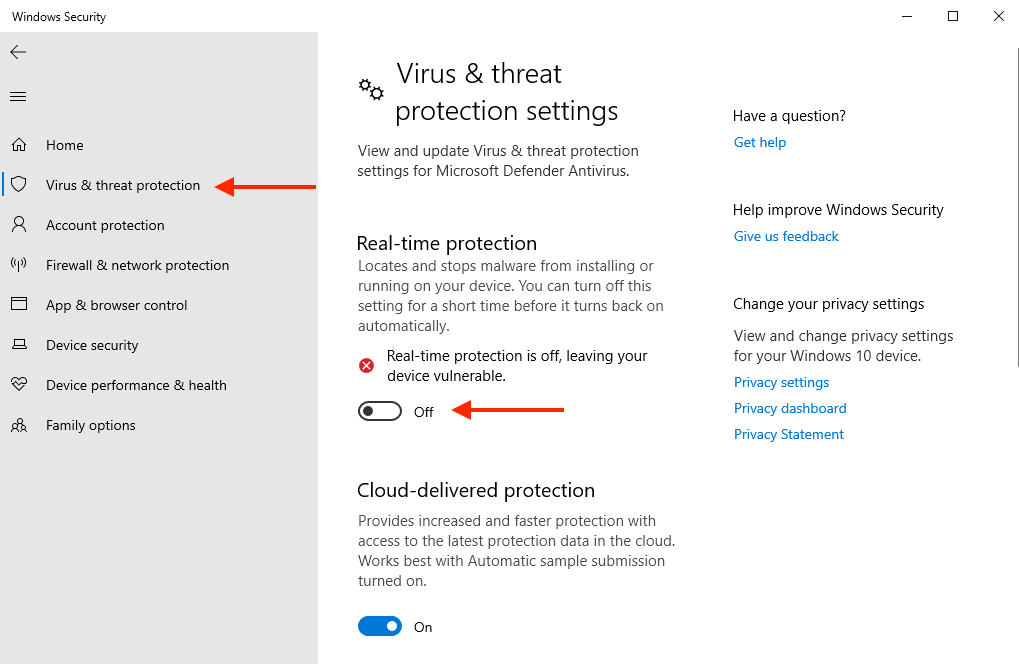 Windows Security
Home
Virus & threat protection
Account protection
Firewall & network protection
App & browser control
Device security
Device performance & health
Family options
Virus & threat
protection settings
View and update Virus & threat protection
settings for Microsoft Defender Antivirus.
Real-time protection
Locates and stops malware from installing or
running on your device. You can turn off this
setting for a short time before it turns back on
automatically.
Real-time protection is off, leaving your
device vulnerable.
Off
Cloud-delivered protection
Provides increased and faster protection with
access to the latest protection data in the cloud.
Works best with Automatic sample submission
turned on.
On
Have a question?
Get help
Help improve Windows Security
Give us feedback
Change your privacy settings
View and change privacy settings
for your Windows 10 device.
Privacy settings
Privacy dashboard
Privacy Statement